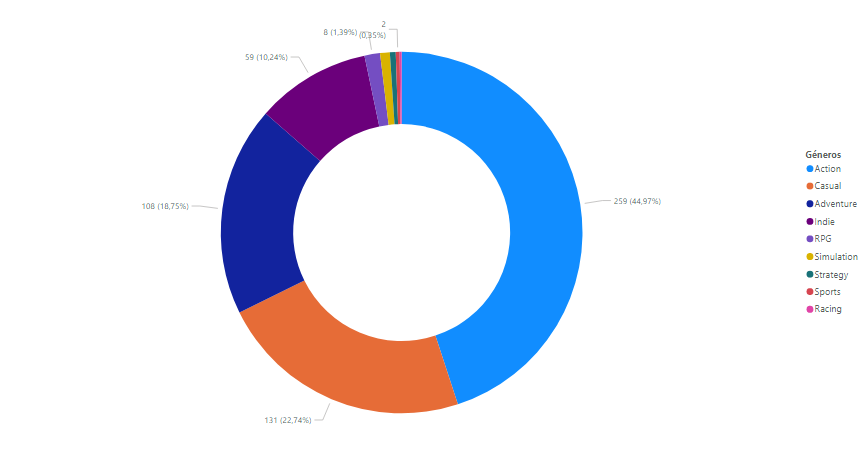 2
(0,35%)
8 (1,39%)
59 (10,24%)
108 (18,75%)
259 (44,97%)
131 (22,74%)
Géneros
Action
Casual
Adventure
Indie
RPG
Simulation
Strategy
Sports
Racing